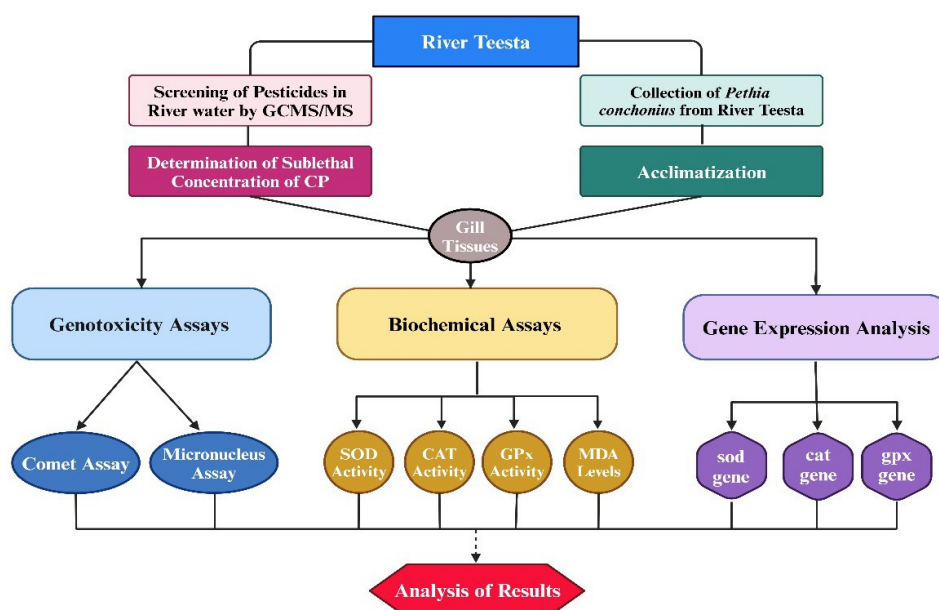 River Teesta
Screening of Pesticides in
River water by GCMS/MS
Collection of Pethia
conchonius from River Teesta
Determination of Sublethal
Concentration of CP
Acclimatization
Gill
Tissues
Genotoxicity Assays
Biochemical Assays
Gene Expression Analysis
Comet Assay
Micronucleus
Assay
SOD
Activity
CAT
Activity
GPx
Activity
MDA
Levels
sod
gene
cat
gene
gpx
gene
Analysis of Results